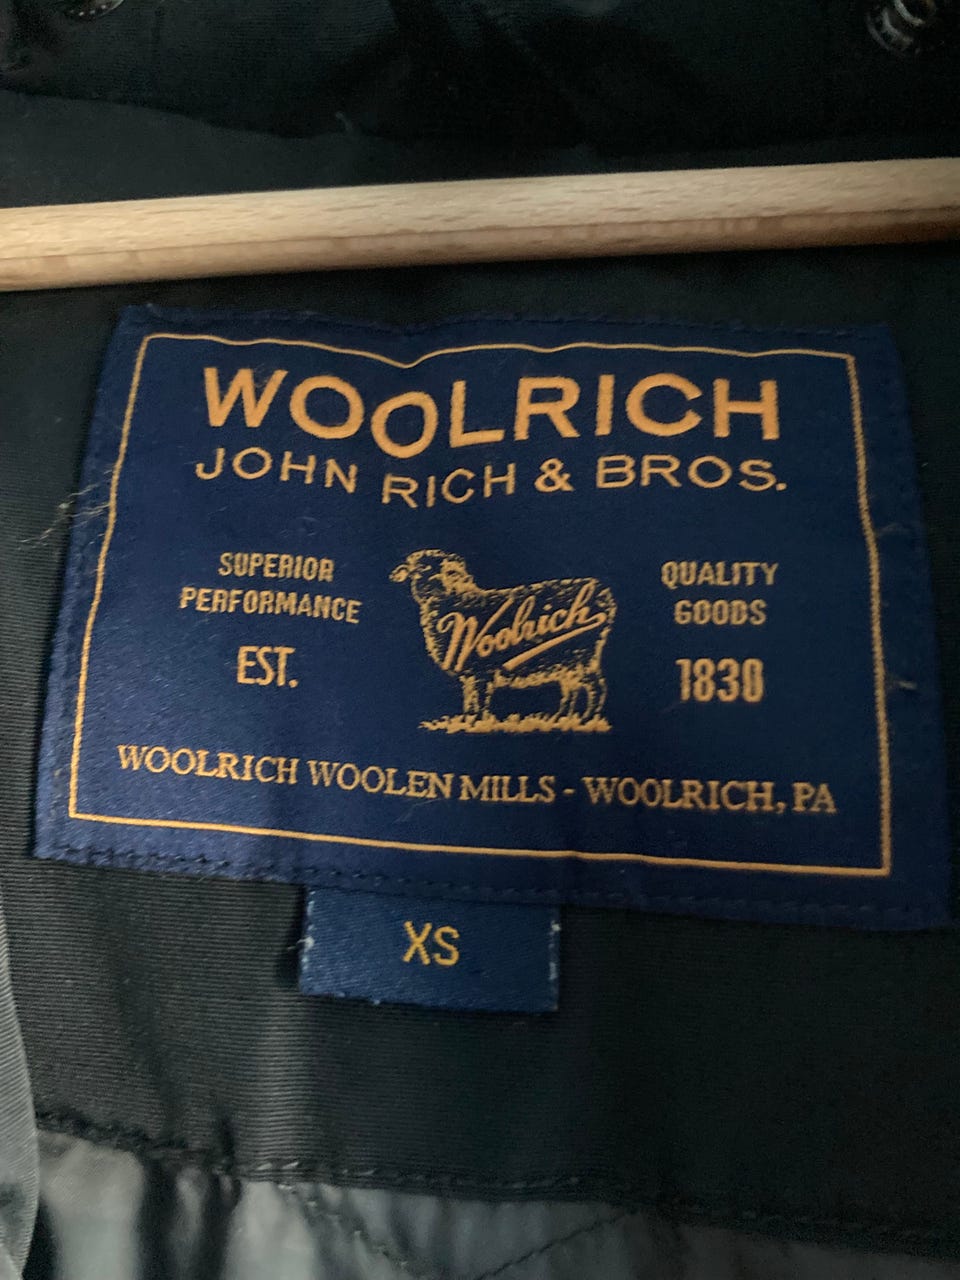 WOOLRICH
JOHN RICH & BROS.
SUPERIOR
PERFORMANCE
EST.
Woolrich
QUALITY
GOODS
1830
WOOLRICH WOOLEN MILLS - WOOLRICH, PA
XS